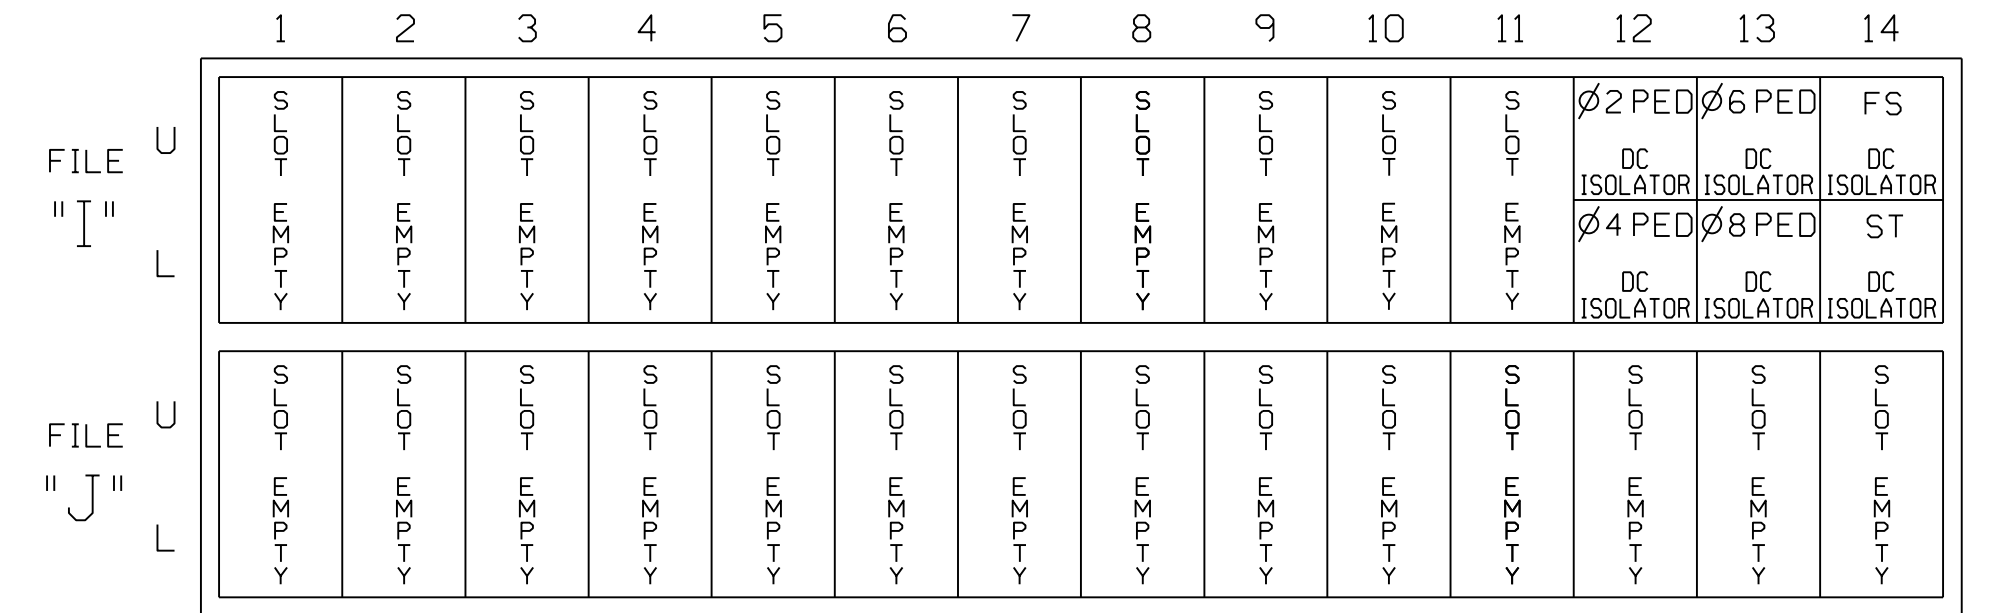 1 2 3 4 5 6 7 8 9 10 11 12 13 14
FILE "I"
U
L
SLOT EMPTY
SLOT EMPTY
SLOT EMPTY
SLOT EMPTY
SLOT EMPTY
SLOT EMPTY
SLOT EMPTY
SLOT EMPTY
SLOT EMPTY
SLOT EMPTY
SLOT EMPTY
Ø2 PED
DC
ISOLATOR
Ø6 PED
DC
ISOLATOR
FS
DC
ISOLATOR
Ø4 PED
DC
ISOLATOR
Ø8 PED
DC
ISOLATOR
ST
DC
ISOLATOR
FILE "J"
U
L
SLOT EMPTY
SLOT EMPTY
SLOT EMPTY
SLOT EMPTY
SLOT EMPTY
SLOT EMPTY
SLOT EMPTY
SLOT EMPTY
SLOT EMPTY
SLOT EMPTY
SLOT EMPTY
SLOT EMPTY
SLOT EMPTY
SLOT EMPTY